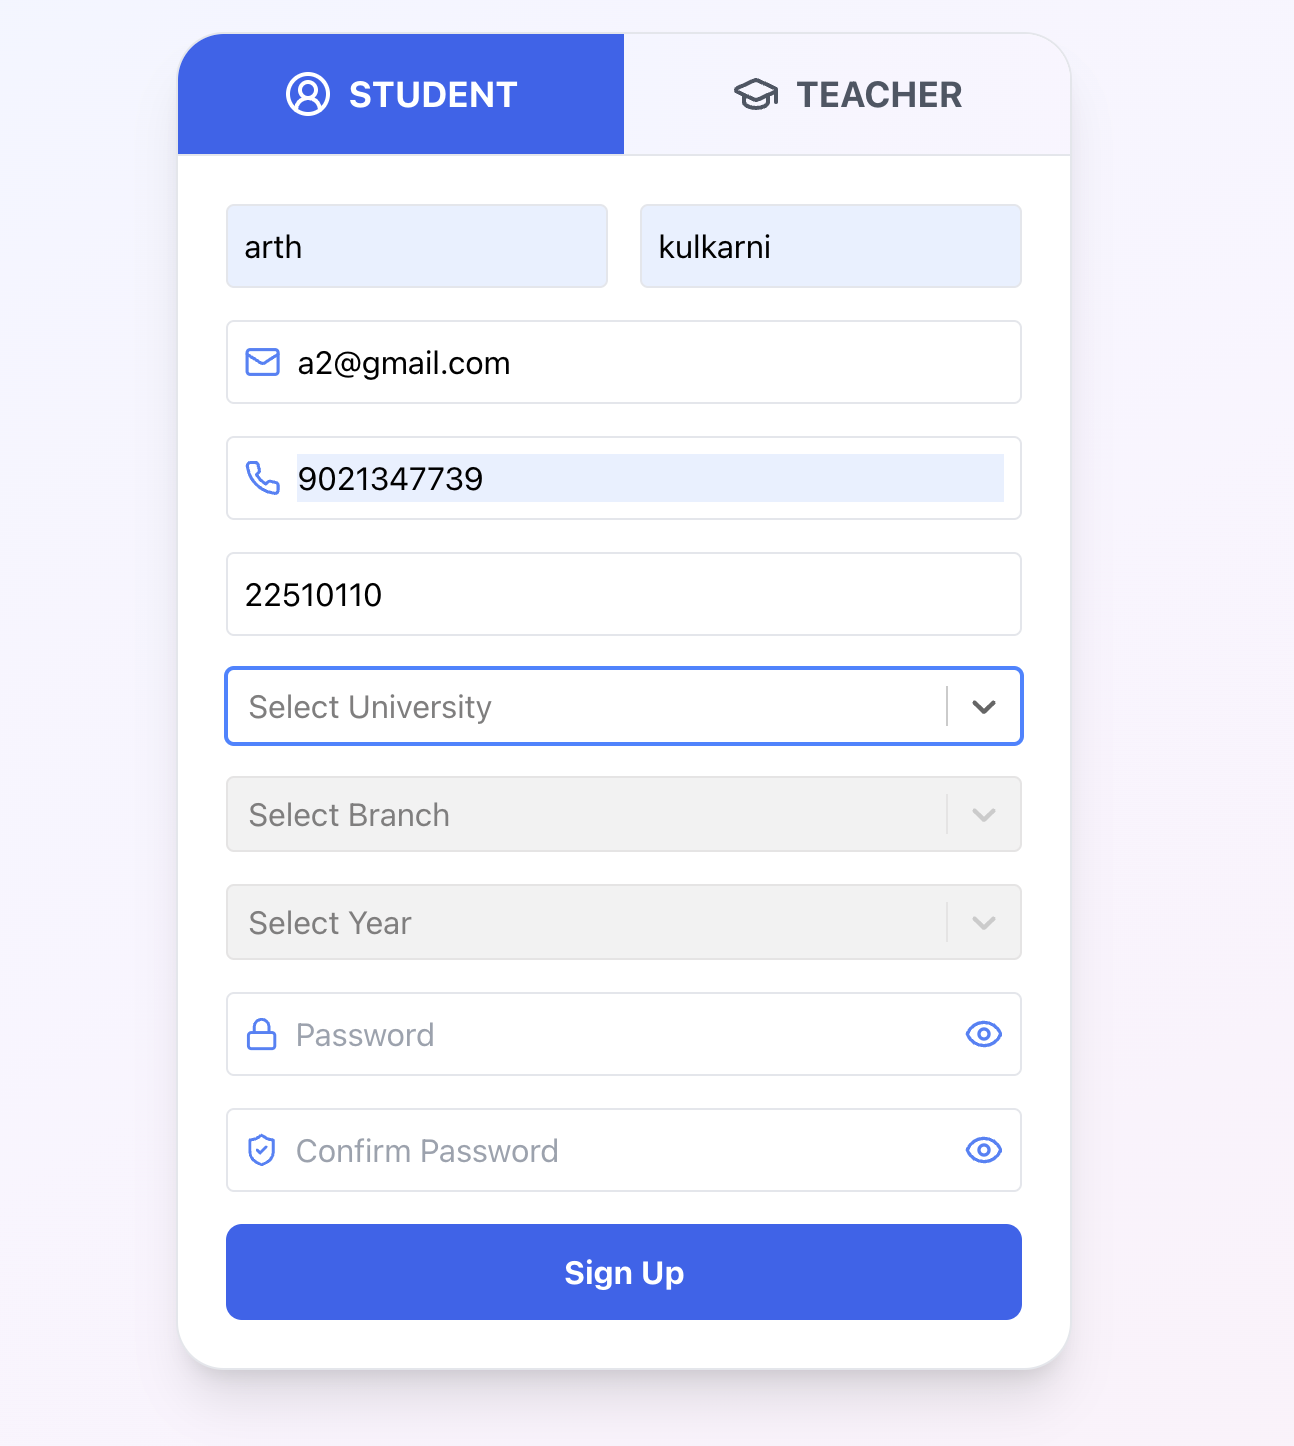 STUDENT TEACHER
arth kulkarni
a2@gmail.com
9021347739
22510110
Select University
Select Branch
Select Year
Password
Confirm Password
Sign Up